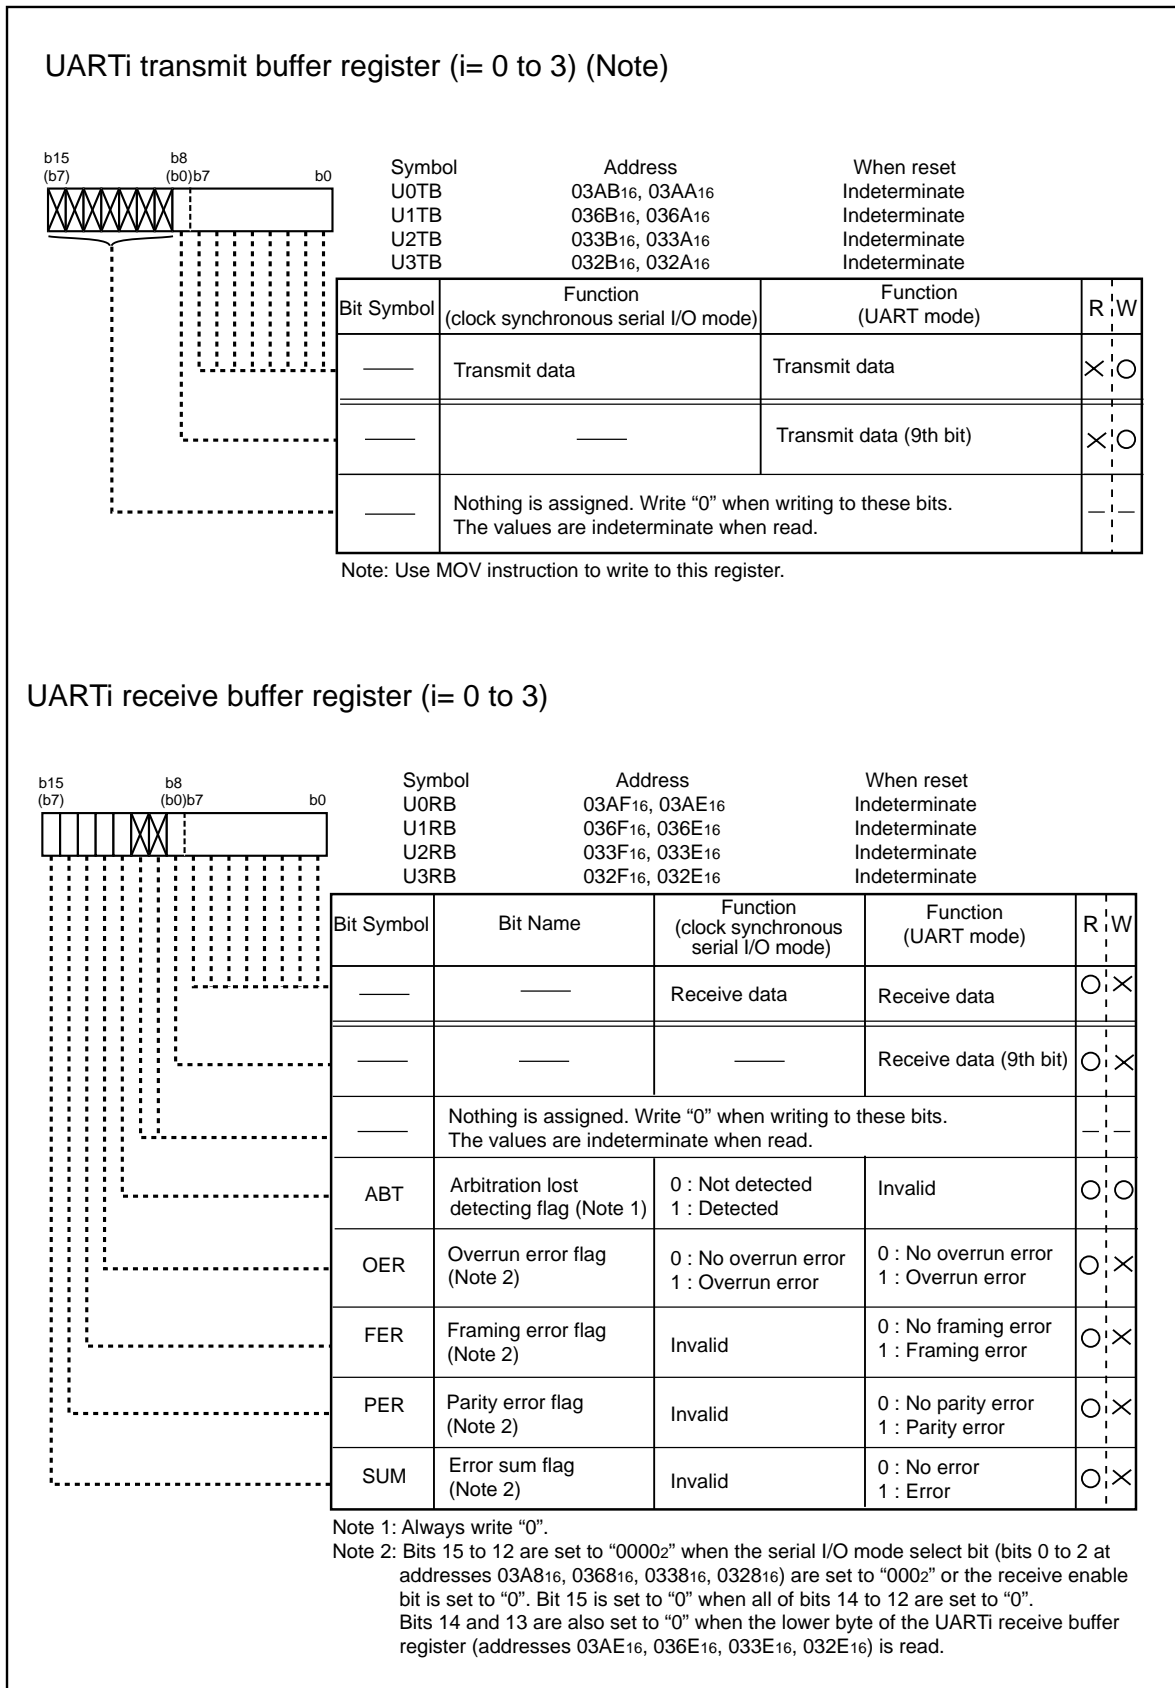 UARTi transmit buffer register (i= 0 to 3) (Note)
b15 b8
(b7) (b0)b7 b0
Symbol Address When reset
U0TB 03AB16, 03AA16 Indeterminate
U1TB 036B16, 036A16 Indeterminate
U2TB 033B16, 033A16 Indeterminate
U3TB 032B16, 032A16 Indeterminate
Bit Symbol Function (clock synchronous serial I/O mode) Function (UART mode) R W
Transmit data Transmit data
Transmit data (9th bit)
Nothing is assigned. Write “0” when writing to these bits.
The values are indeterminate when read.
Note: Use MOV instruction to write to this register.
UARTi receive buffer register (i= 0 to 3)
b15 b8
(b7) (b0)b7 b0
Symbol Address When reset
U0RB 03AF16, 03AE16 Indeterminate
U1RB 036F16, 036E16 Indeterminate
U2RB 033F16, 033E16 Indeterminate
U3RB 032F16, 032E16 Indeterminate
Bit Symbol Bit Name Function (clock synchronous serial I/O mode) Function (UART mode) R W
Receive data Receive data
Receive data (9th bit)
Nothing is assigned. Write “0” when writing to these bits.
The values are indeterminate when read.
ABT Arbitration lost detecting flag (Note 1) 0 : Not detected 1 : Detected Invalid
OER Overrun error flag (Note 2) 0 : No overrun error 1 : Overrun error 0 : No overrun error 1 : Overrun error
FER Framing error flag (Note 2) Invalid 0 : No framing error 1 : Framing error
PER Parity error flag (Note 2) Invalid 0 : No parity error 1 : Parity error
SUM Error sum flag (Note 2) Invalid 0 : No error 1 : Error
Note 1: Always write “0”.
Note 2: Bits 15 to 12 are set to “00002” when the serial I/O mode select bit (bits 0 to 2 at
addresses 03A816, 036816, 033816, 032816) are set to “0002” or the receive enable
bit is set to “0”. Bit 15 is set to “0” when all of bits 14 to 12 are set to “0”.
Bits 14 and 13 are also set to “0” when the lower byte of the UARTi receive buffer
register (addresses 03AE16, 036E16, 033E16, 032E16) is read.